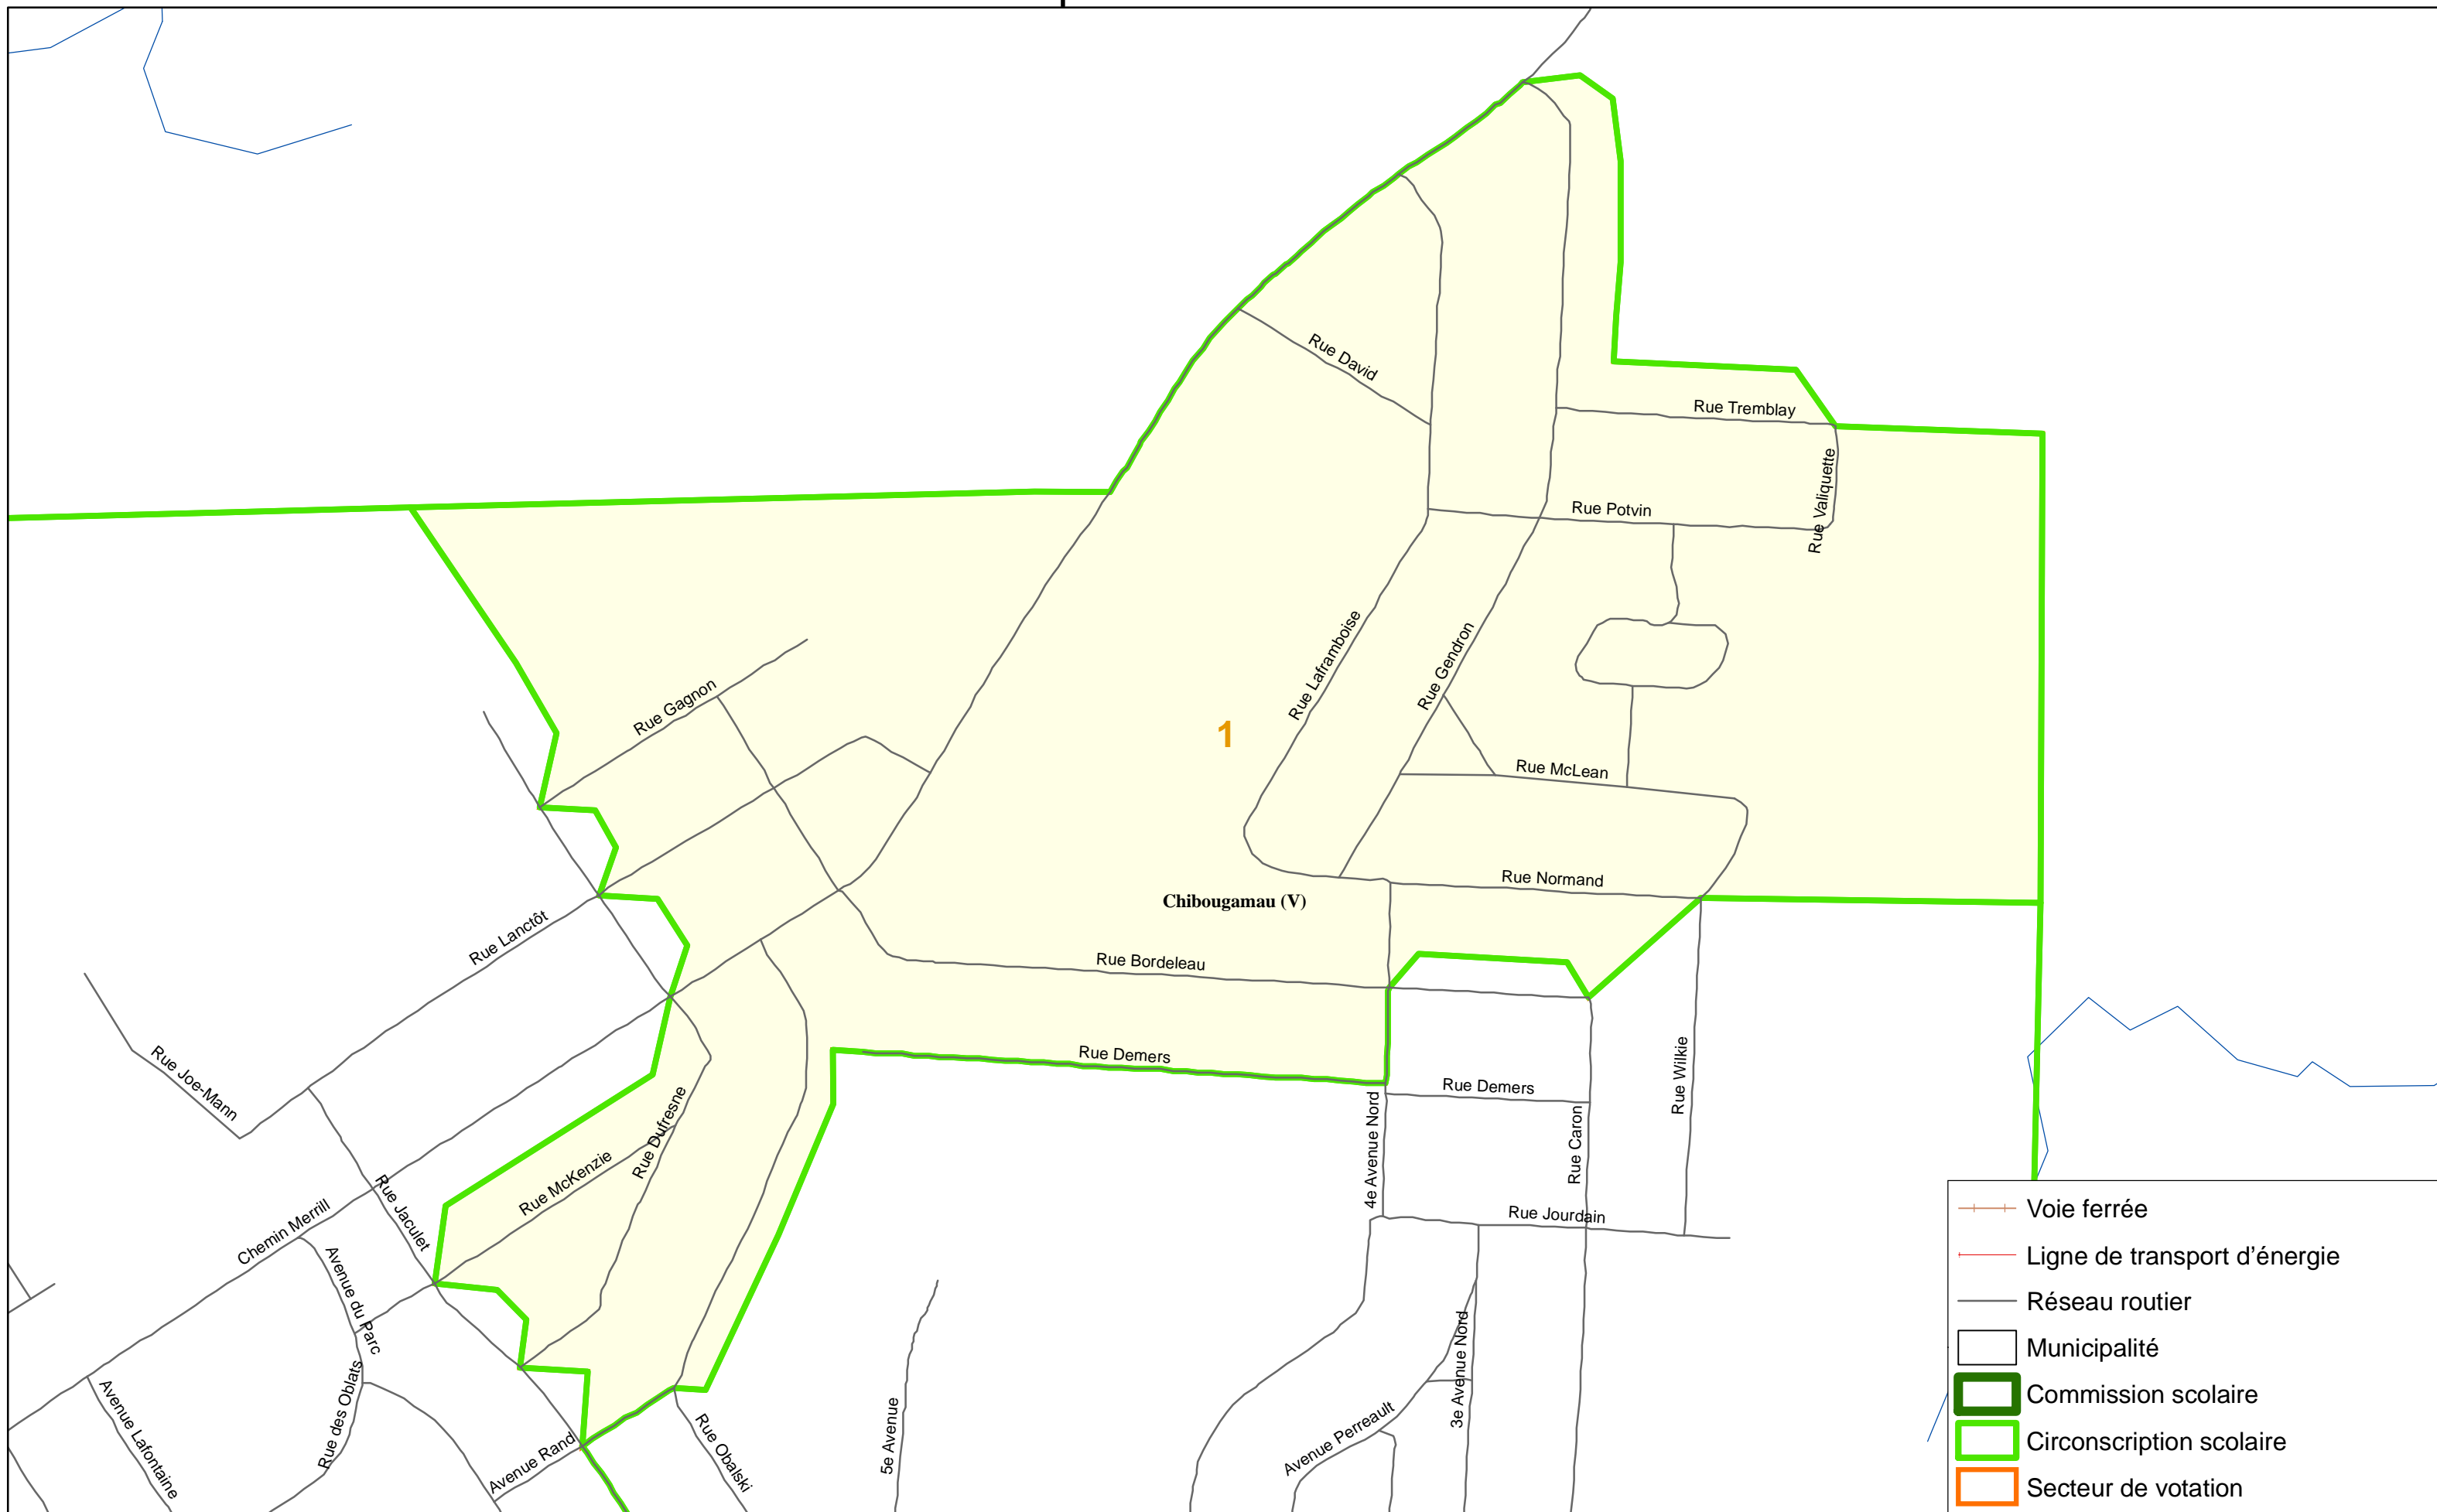 Rue David
Rue Tremblay
Rue Valiquette
Rue Potvin
Rue Laframboise
Rue Gendron
Rue Gagnon
1
Rue McLean
Rue Normand
Chibougamau (V)
Rue Lanctôt
Rue Bordeleau
Rue Demers
Rue Demers
Rue Wilkie
Rue Joe-Mann
Rue Dufresne
4e Avenue Nord
Rue Caron
Rue McKenzie
Rue Jaculet
Rue Jourdain
Chemin Merrill
Avenue du Parc
3e Avenue Nord
Avenue Lafontaine
Rue des Oblats
Avenue Rand
Rue Obalski
5e Avenue
Avenue Perreault
Voie ferrée
Ligne de transport d’énergie
Réseau routier
Municipalité
Commission scolaire
Circonscription scolaire
Secteur de votation